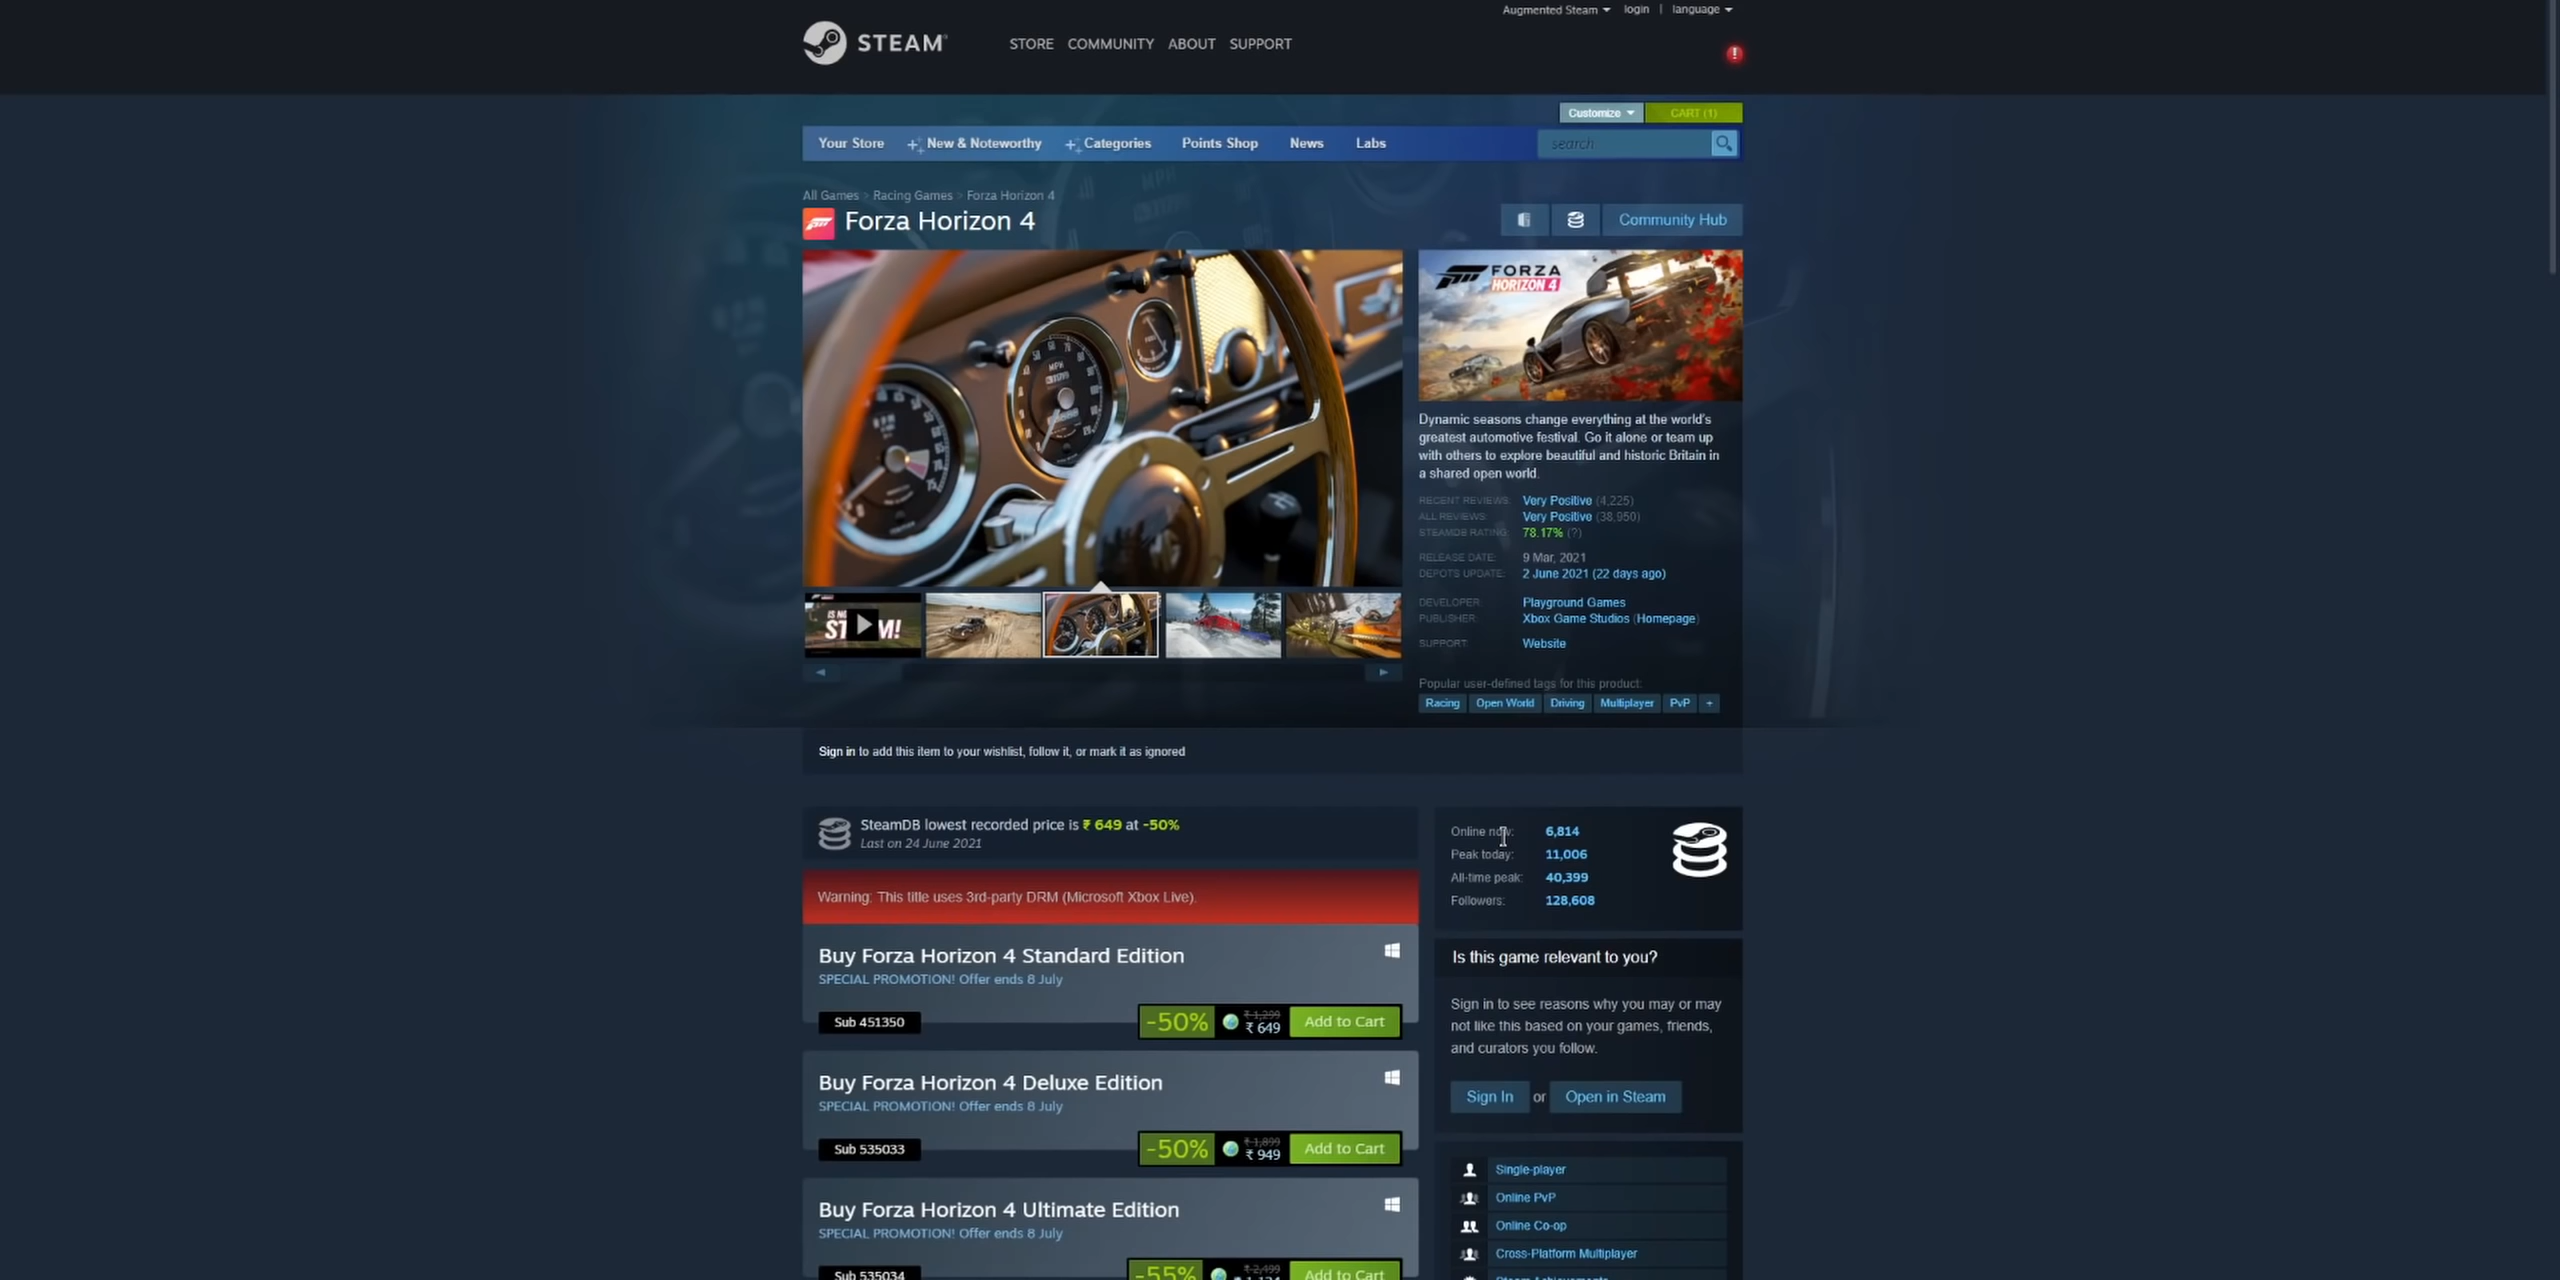 Augmented Steam login | language
STEAM
STORE COMMUNITY ABOUT SUPPORT
Customize CART (1)
Your Store New & Noteworthy Categories Points Shop News Labs search
All Games > Racing Games > Forza Horizon 4
Forza Horizon 4
Community Hub
FORZA
HORIZON 4
Dynamic seasons change everything at the world's
greatest automotive festival. Go it alone or team up
with others to explore beautiful and historic Britain in
a shared open world.
RECENT REVIEWS: Very Positive (4,225)
ALL REVIEWS: Very Positive (38,950)
STEAMDB RATING: 78.17% (?)
RELEASE DATE: 9 Mar, 2021
DEPOTS UPDATE: 2 June 2021 (22 days ago)
DEVELOPER: Playground Games
PUBLISHER: Xbox Game Studios (Homepage)
SUPPORT: Website
Popular user-defined tags for this product:
Racing Open World Driving Multiplayer PvP +
Sign in to add this item to your wishlist, follow it, or mark it as ignored
SteamDB lowest recorded price is ₹ 649 at -50%
Last on 24 June 2021
Warning: This title uses 3rd-party DRM (Microsoft Xbox Live).
Buy Forza Horizon 4 Standard Edition
SPECIAL PROMOTION! Offer ends 8 July
Sub 451350
-50% ₹ 1,299 ₹ 649 Add to Cart
Buy Forza Horizon 4 Deluxe Edition
SPECIAL PROMOTION! Offer ends 8 July
Sub 535033
-50% ₹ 1,899 ₹ 949 Add to Cart
Buy Forza Horizon 4 Ultimate Edition
SPECIAL PROMOTION! Offer ends 8 July
Sub 535034
-55% ₹ 2,499 Add to Cart
Online now: 6,814
Peak today: 11,006
All-time peak: 40,399
Followers: 128,608
Is this game relevant to you?
Sign in to see reasons why you may or may
not like this based on your games, friends,
and curators you follow.
Sign In or Open in Steam
Single-player
Online PvP
Online Co-op
Cross-Platform Multiplayer